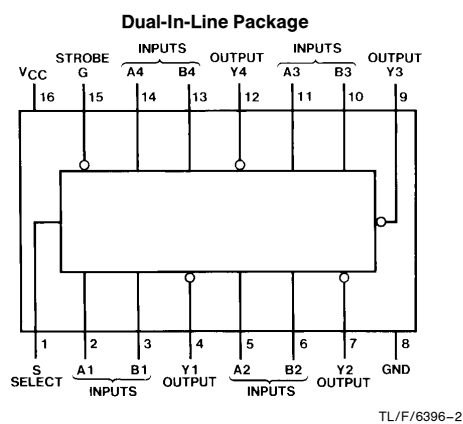 Dual-In-Line Package
STROBE INPUTS OUTPUT INPUTS OUTPUT
VCC G A4 B4 Y4 A3 B3 Y3
16 15 14 13 12 11 10 9
1 2 3 4 5 6 7 8
S A1 B1 Y1 A2 B2 Y2 GND
SELECT INPUTS OUTPUT INPUTS OUTPUT
TL/F/6396–2